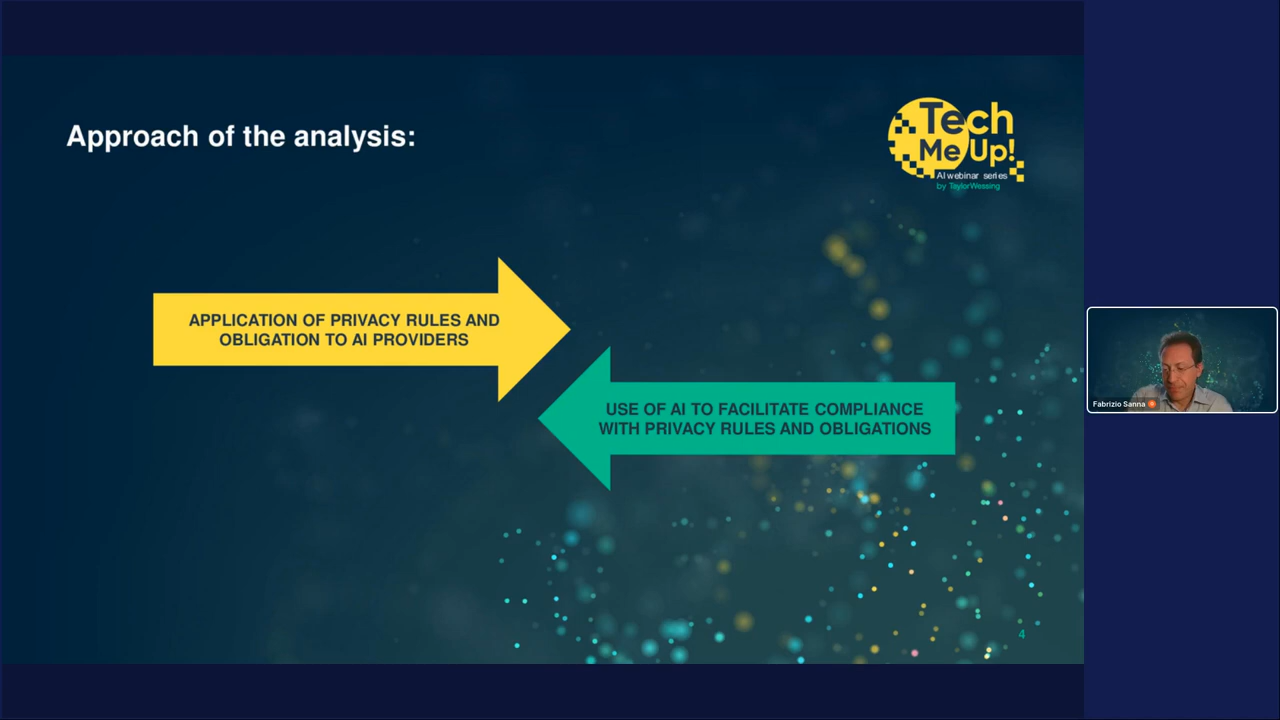 Approach of the analysis:
Tech
Me Up!
AI webinar series
by TaylorWessing
APPLICATION OF PRIVACY RULES AND
OBLIGATION TO AI PROVIDERS
USE OF AI TO FACILITATE COMPLIANCE
WITH PRIVACY RULES AND OBLIGATIONS
Fabrizio Sanna
4